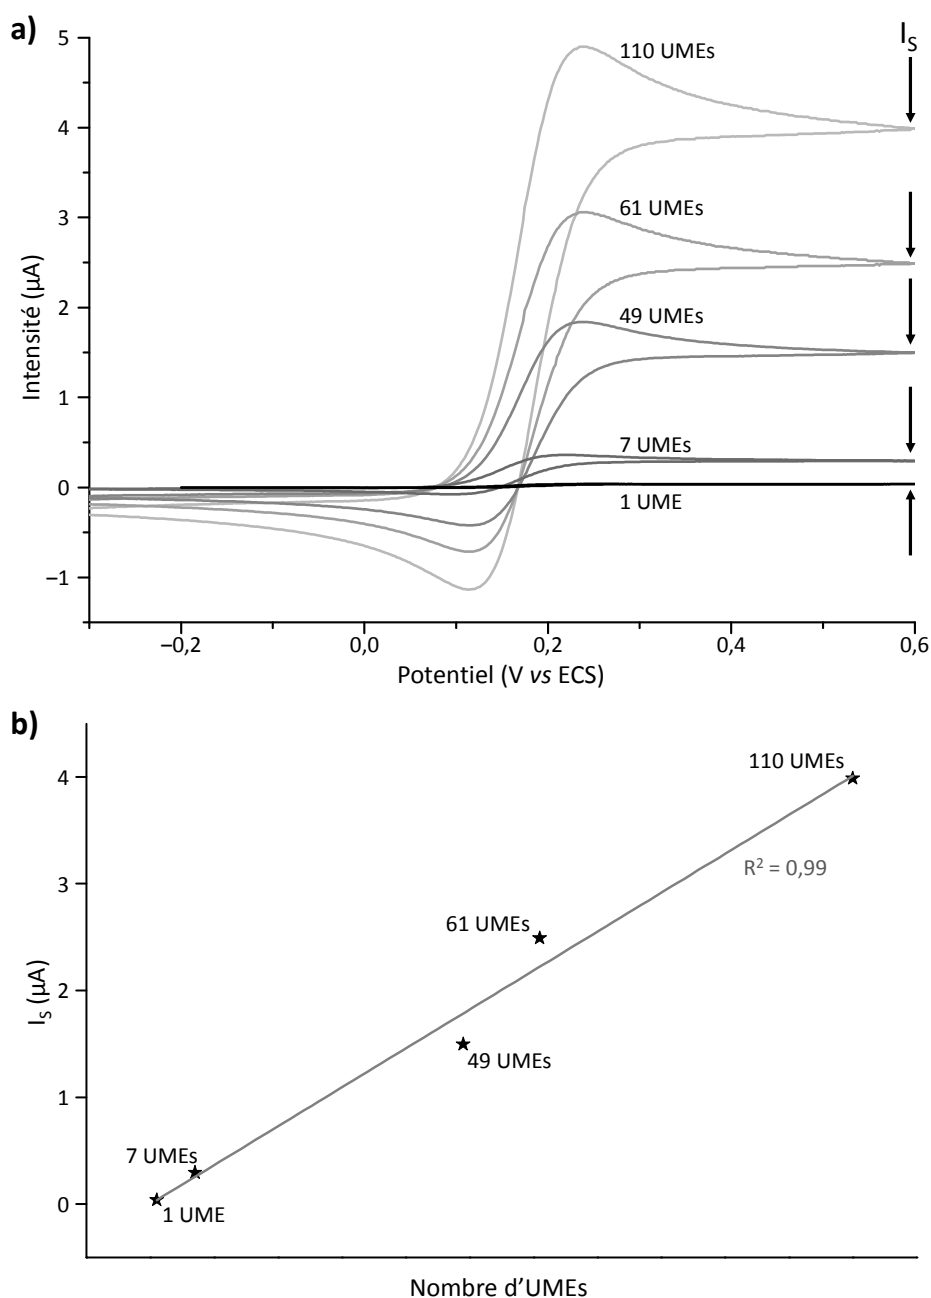 a)
I_S
5
110 UMEs
4
61 UMEs
3
49 UMEs
2
7 UMEs
1
0
1 UME
−1
Intensité (µA)
−0,2
0,0
0,2
0,4
0,6
Potentiel (V vs ECS)
b)
110 UMEs
4
R² = 0,99
3
61 UMEs
2
49 UMEs
1
7 UMEs
0
1 UME
I_S (µA)
Nombre d’UMEs